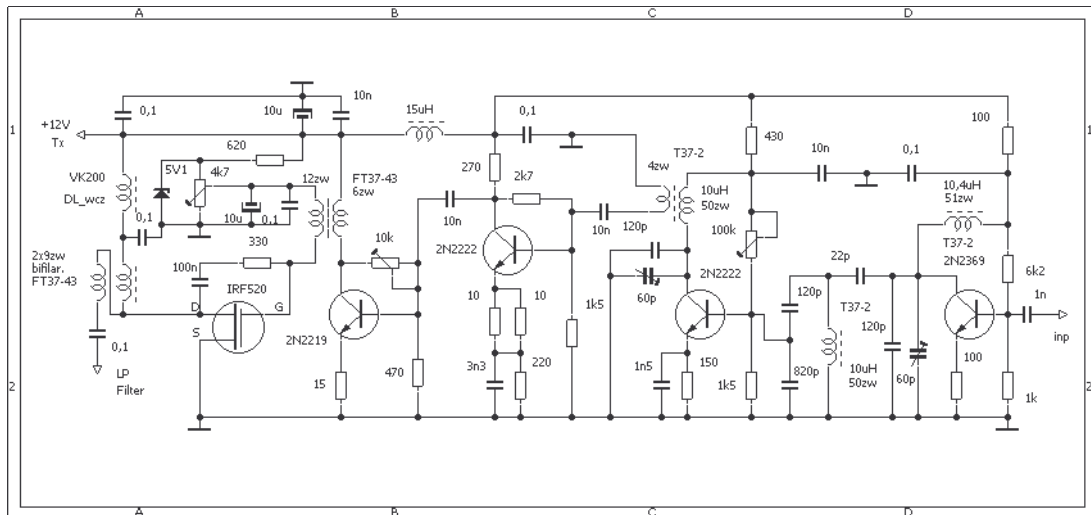 A
B
C
D
1
+12V
Tx
0,1
10u
10n
15uH
0,1
430
100
1
620
5V1
4k7
VK200
DL_wcz
12zw
FT37-43
6zw
270
2k7
4zw
T37-2
10uH
50zw
10n
0,1
10,4uH
51zw
T37-2
2N2369
0,1
10u
0,1
10n
10n
120p
100k
22p
330
10k
2N2222
2N2222
6k2
2x9zw
bifilar.
FT37-43
100n
IRF520
D
G
S
60p
120p
T37-2
120p
1n
inp
2N2219
10
10
1k5
10uH
50zw
60p
0,1
LP
Filter
15
470
3n3
220
1n5
150
1k5
820p
100
1k
2
2
A
B
C
D